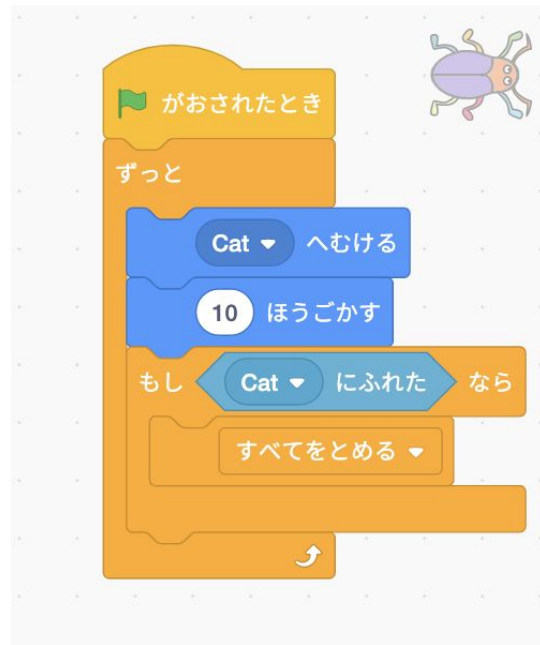 がおされたとき
ずっと
Cat へむける
10 ほうごかす
もし Cat にふれた なら
すべてをとめる